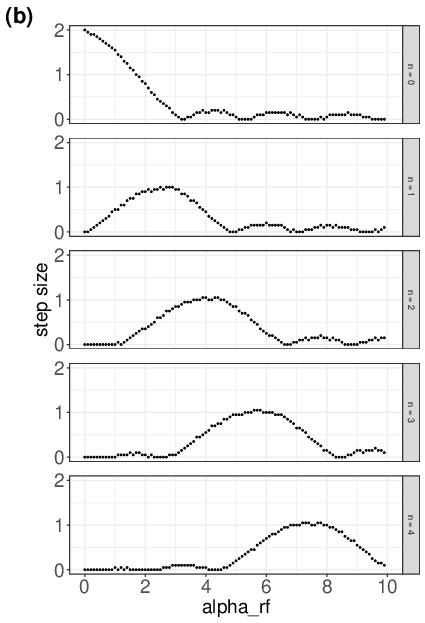 (b)
2
1
0
n = 0
2
1
0
n = 1
2
1
0
n = 2
2
1
0
n = 3
2
1
0
n = 4
step size
0 2 4 6 8 10
alpha_rf